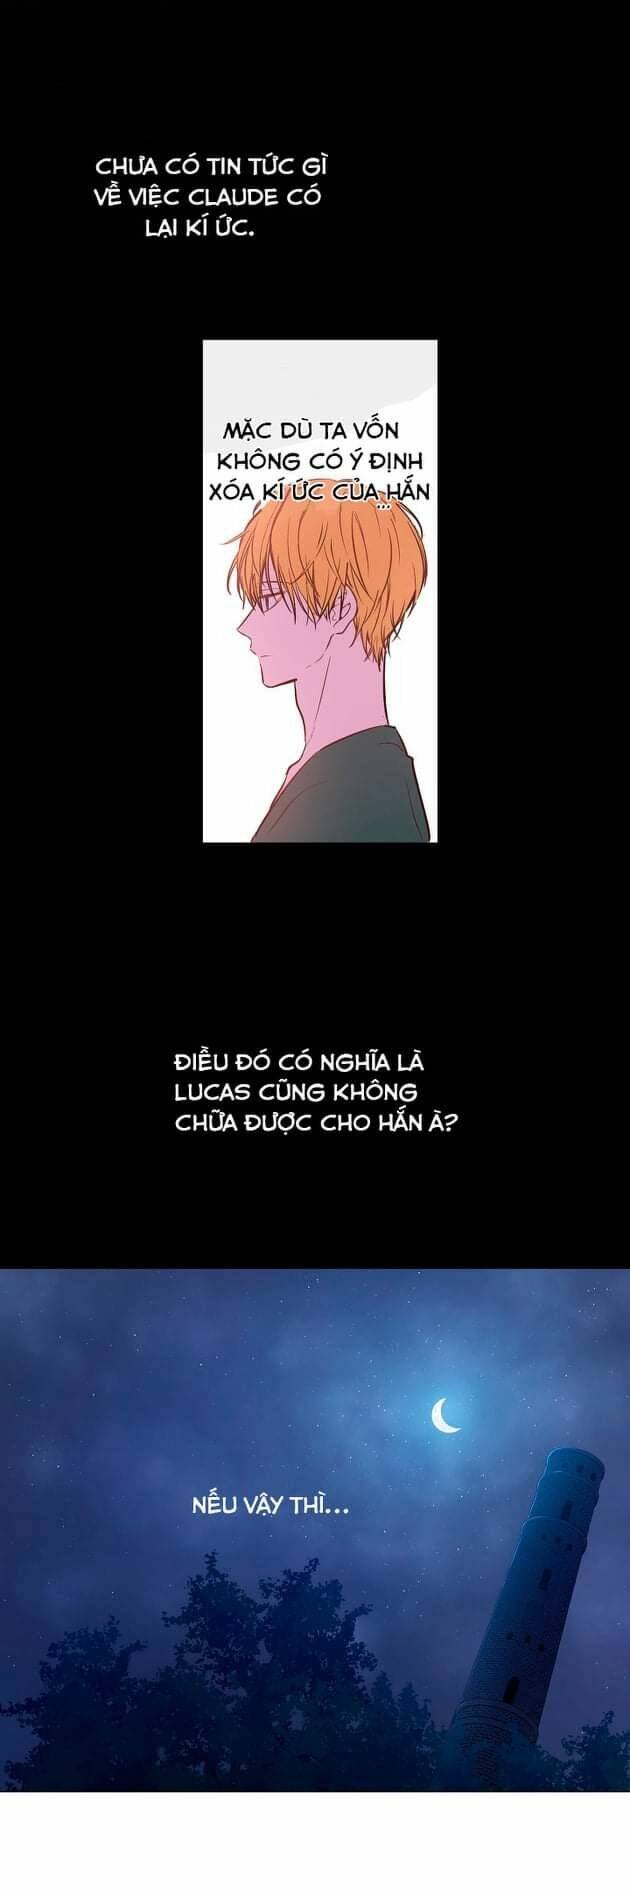 CHƯA CÓ TIN TỨC GÌ
VỀ VIỆC CLAUDE CÓ
LẠI KÍ ỨC.
MẶC DÙ TA VỐN
KHÔNG CÓ Ý ĐỊNH
XÓA KÍ ỨC CỦA HẮN
...
ĐIỀU ĐÓ CÓ NGHĨA LÀ
LUCAS CŨNG KHÔNG
CHỮA ĐƯỢC CHO HẮN À?
NẾU VẬY THÌ...